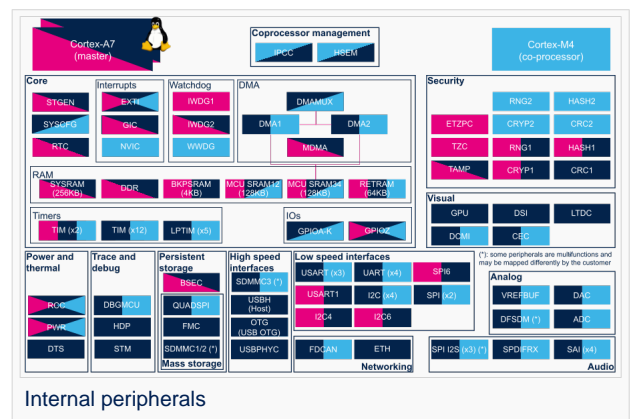 Cortex-A7
(master)
Coprocessor management
IPCC
HSEM
Cortex-M4
(co-processor)
Core
STGEN
SYSCFG
RTC
Interrupts
EXTI
GIC
NVIC
Watchdog
IWDG1
IWDG2
WWDG
DMA
DMAMUX
DMA1
DMA2
MDMA
Security
RNG2
HASH2
ETZPC
CRYP2
CRC2
TZC
RNG1
HASH1
TAMP
CRYP1
CRC1
RAM
SYSRAM
(256KB)
DDR
BKPSRAM
(4KB)
MCU SRAM12
(128KB)
MCU SRAM34
(128KB)
RETRAM
(64KB)
Timers
TIM (x2)
TIM (x12)
LPTIM (x5)
IOs
GPIOA-K
GPIOZ
Visual
GPU
DSI
LTDC
DCMI
CEC
(*): some peripherals are multifunctions and
may be mapped differently by the customer
Power and
thermal
RCC
PWR
DTS
Trace and
debug
DBGMCU
HDP
STM
Persistent
storage
BSEC
QUADSPI
FMC
SDMMC1/2 (*)
Mass storage
High speed
interfaces
SDMMC3 (*)
USBH
(Host)
OTG
(USB OTG)
USBPHYC
Low speed interfaces
USART (x3)
UART (x4)
SPI6
USART1
I2C (x4)
SPI (x2)
I2C4
I2C6
FDCAN
ETH
Networking
Analog
VREFBUF
DAC
DFSDM (*)
ADC
SPI I2S (x3) (*)
SPDIFRX
SAI (x4)
Audio
Internal peripherals